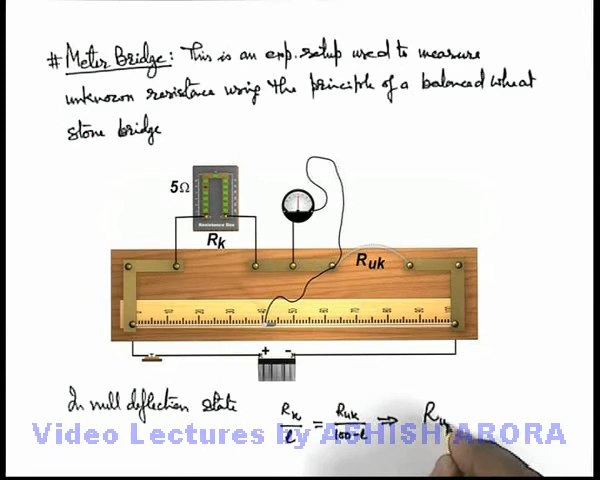 # Meter Bridge : This is an exp. setup used to measure
unknown resistance using the principle of a balanced wheat
stone bridge
5Ω
Resistance Box
Rk
Ruk
+ -
In null deflection state Rk/l = Ruk/100-l ⇒ Ruk
Video Lectures by ASHISH ARORA